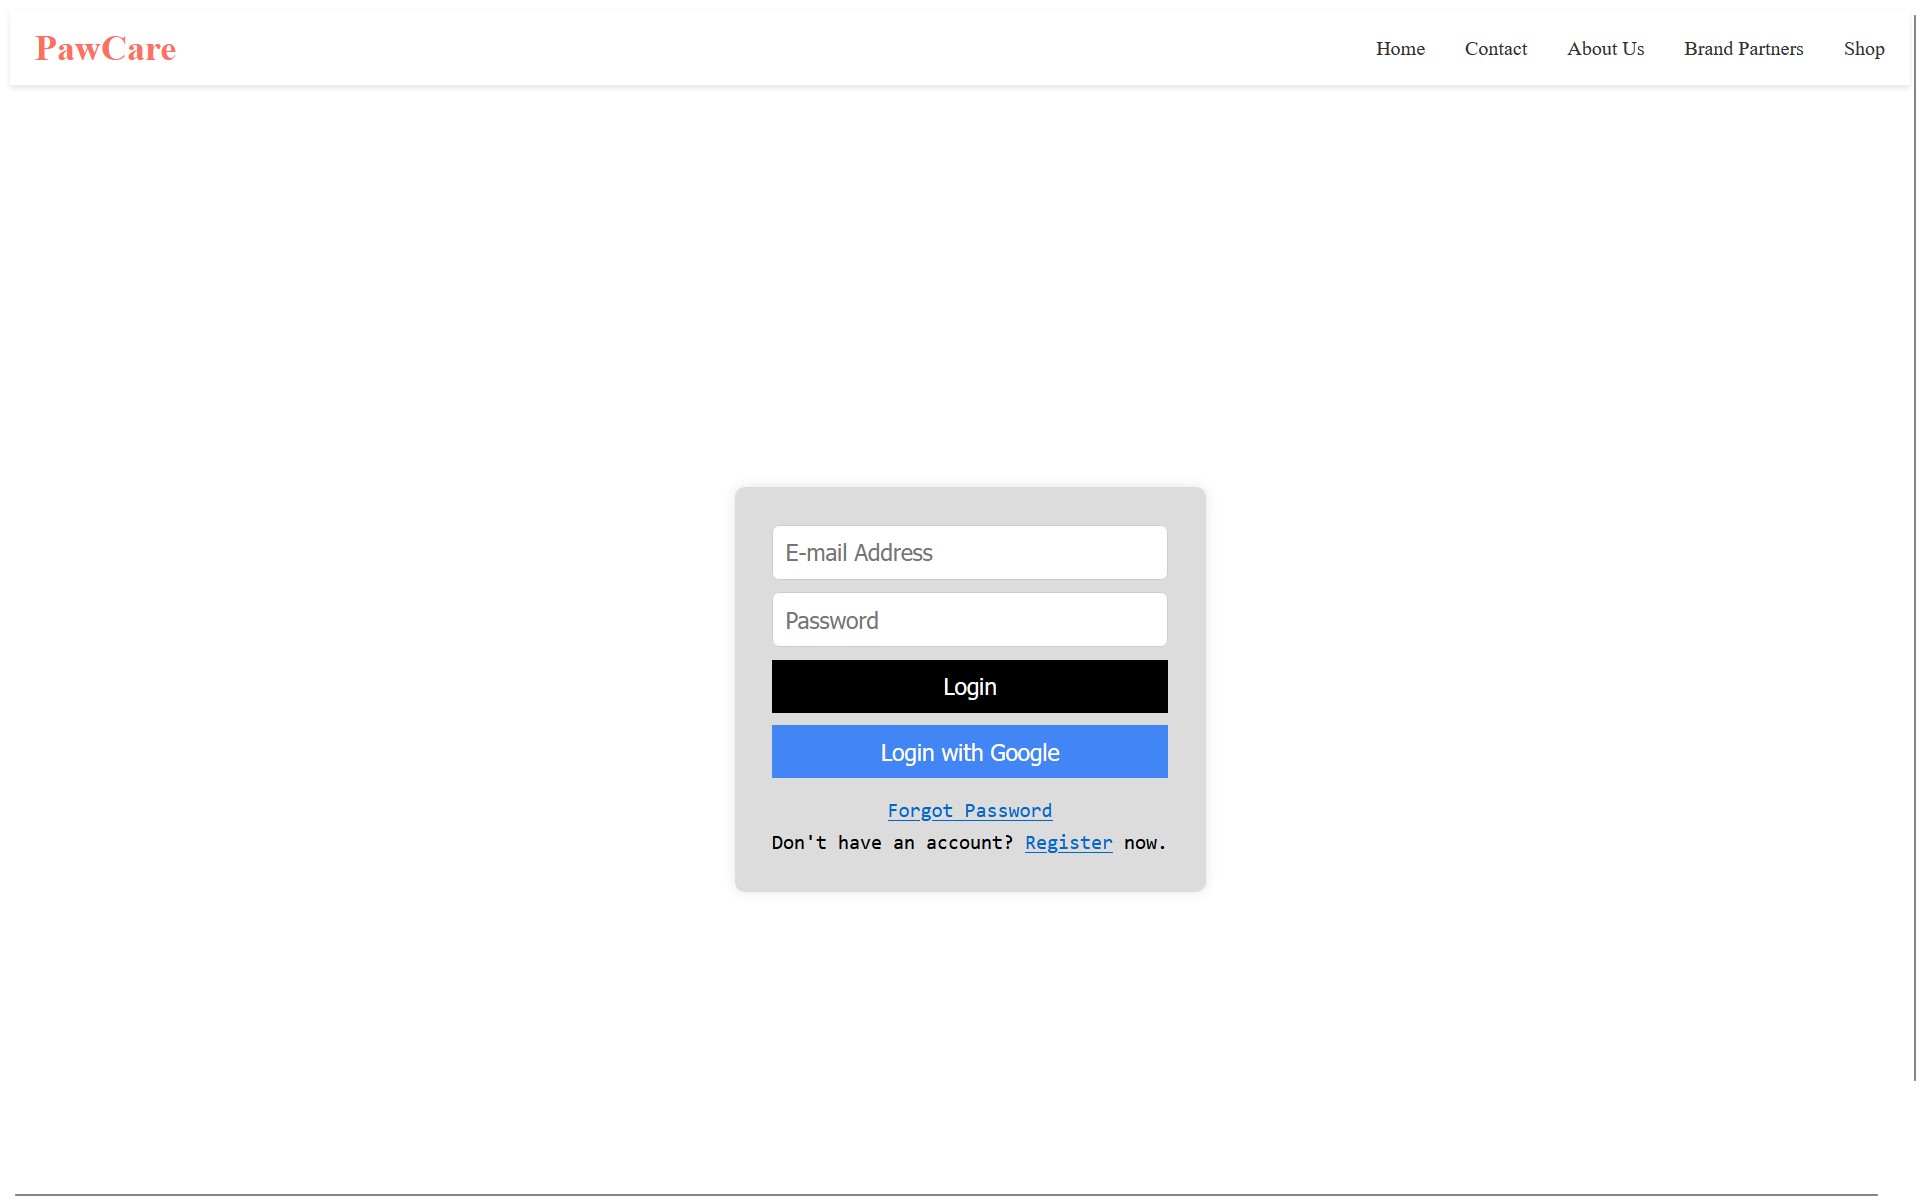 PawCare
Home Contact About Us Brand Partners Shop
E-mail Address
Password
Login
Login with Google
Forgot Password
Don't have an account? Register now.